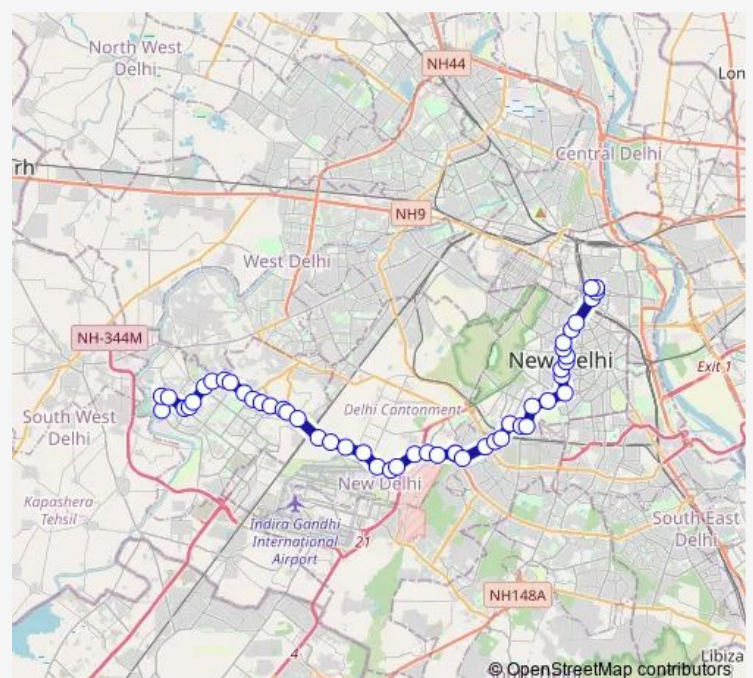 North West
Delhi
NH44
Lon
Central Delhi
rh
NH9
West Delhi
NH-344M
New Delhi
Exit 1
South West
Delhi
Delhi Cantonment
Kapashera
Tehsil
New Delhi
Indira Gandhi
International
Airport
21
South East
Delhi
NH148A
4
Libiza
© OpenStreetMap contributors